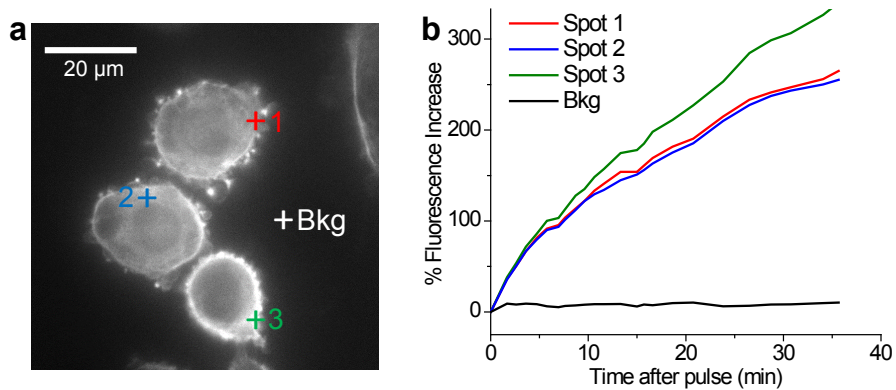 a
20 μm
1
2
Bkg
3
b
Spot 1
Spot 2
Spot 3
Bkg
% Fluorescence Increase
300
200
100
0
0
10
20
30
40
Time after pulse (min)